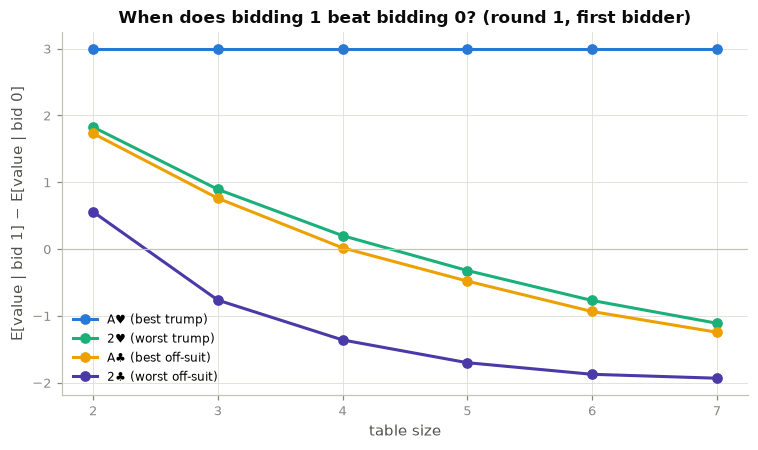 When does bidding 1 beat bidding 0? (round 1, first bidder)
E[value | bid 1] − E[value | bid 0]
3
2
1
0
−1
−2
A♥ (best trump)
2♥ (worst trump)
A♣ (best off-suit)
2♣ (worst off-suit)
2 3 4 5 6 7
table size